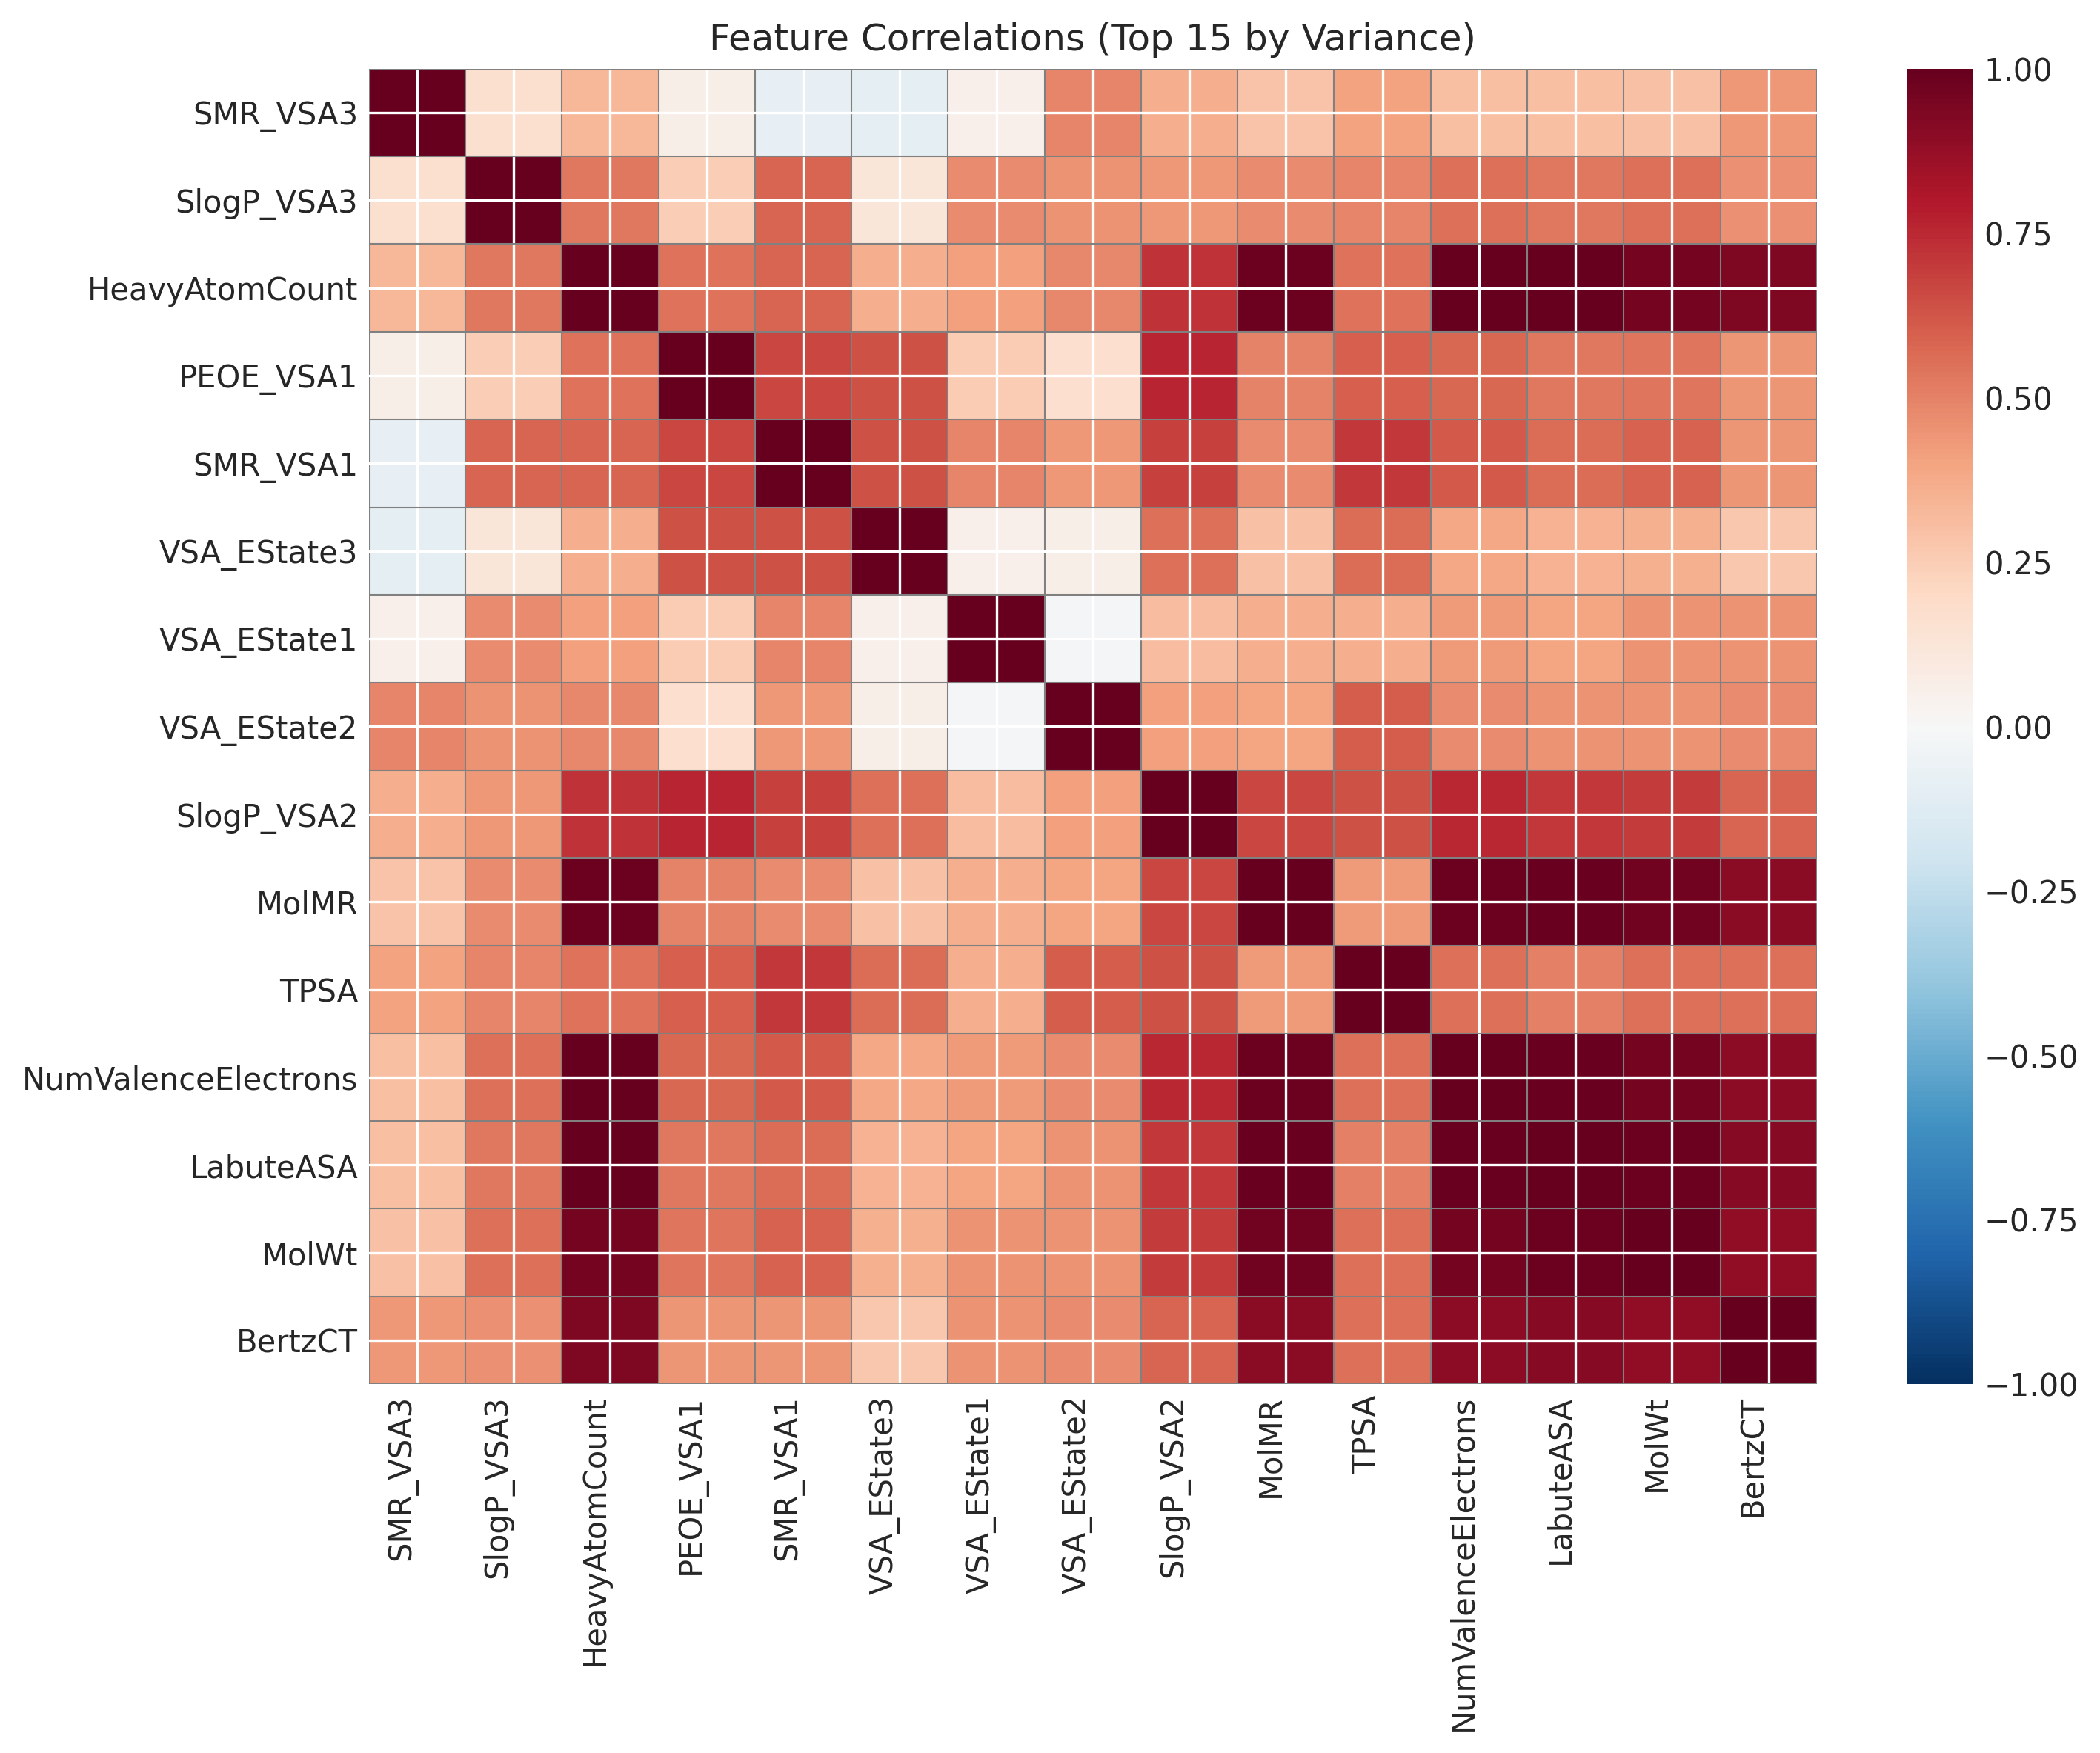 Feature Correlations (Top 15 by Variance)
SMR_VSA3
SlogP_VSA3
HeavyAtomCount
PEOE_VSA1
SMR_VSA1
VSA_EState3
VSA_EState1
VSA_EState2
SlogP_VSA2
MolMR
TPSA
NumValenceElectrons
LabuteASA
MolWt
BertzCT
SMR_VSA3
SlogP_VSA3
HeavyAtomCount
PEOE_VSA1
SMR_VSA1
VSA_EState3
VSA_EState1
VSA_EState2
SlogP_VSA2
MolMR
TPSA
NumValenceElectrons
LabuteASA
MolWt
BertzCT
1.00
0.75
0.50
0.25
0.00
−0.25
−0.50
−0.75
−1.00